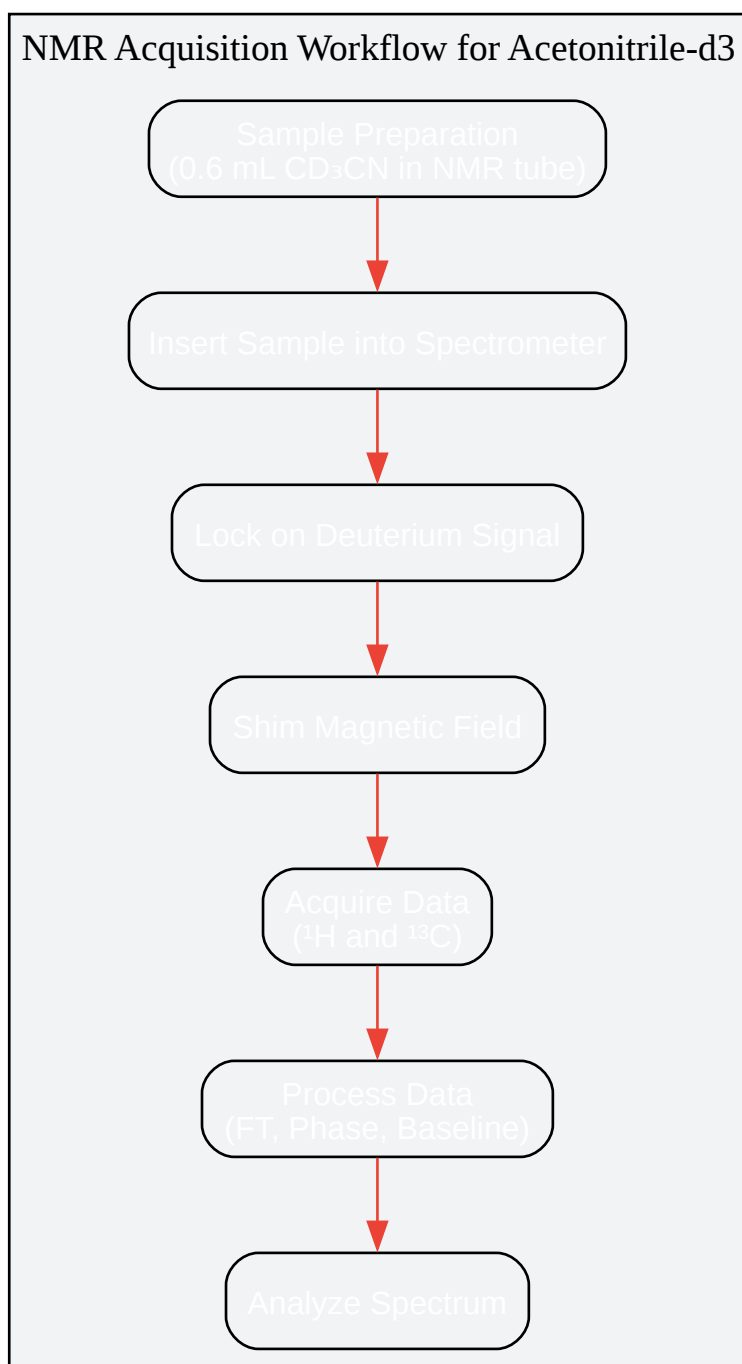 NMR Acquisition Workflow for Acetonitrile-d3
Sample Preparation
(0.6 mL CD₃CN in NMR tube)
Insert Sample into Spectrometer
Lock on Deuterium Signal
Shim Magnetic Field
Acquire Data
(¹H and ¹³C)
Process Data
(FT, Phase, Baseline)
Analyze Spectrum